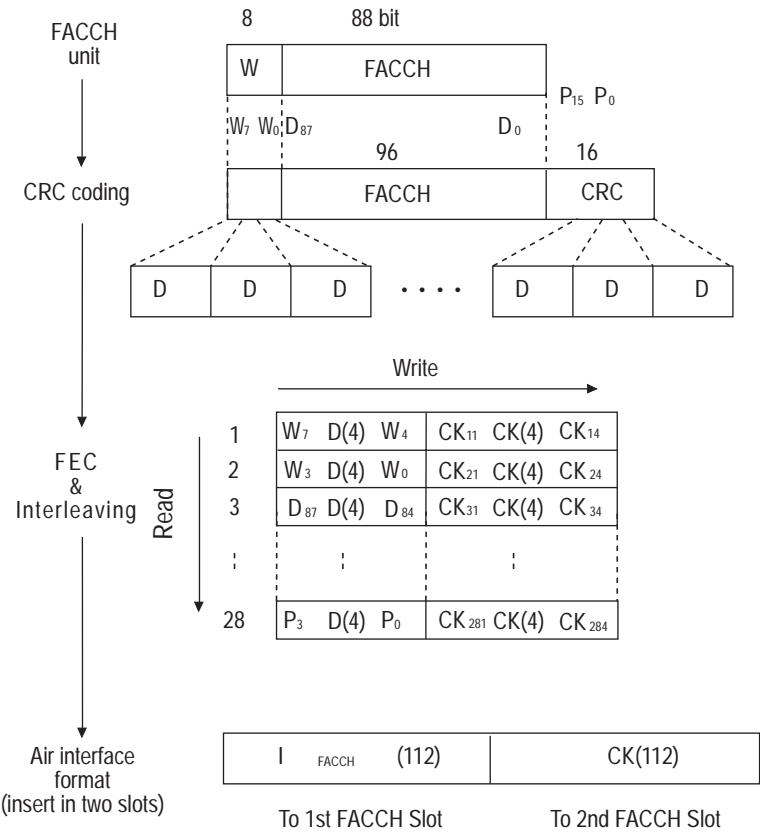 8 88 bit
FACCH
unit
W FACCH
P15 P0
W7 W0 D87 D0
96 16
CRC coding
FACCH CRC
D D D · · · · D D D
Write
1 W7 D(4) W4 CK11 CK(4) CK14
2 W3 D(4) W0 CK21 CK(4) CK24
3 D87 D(4) D84 CK31 CK(4) CK34
28 P3 D(4) P0 CK281 CK(4) CK284
FEC
&
Interleaving
Read
Air interface
format
(insert in two slots)
I FACCH (112) CK(112)
To 1st FACCH Slot To 2nd FACCH Slot